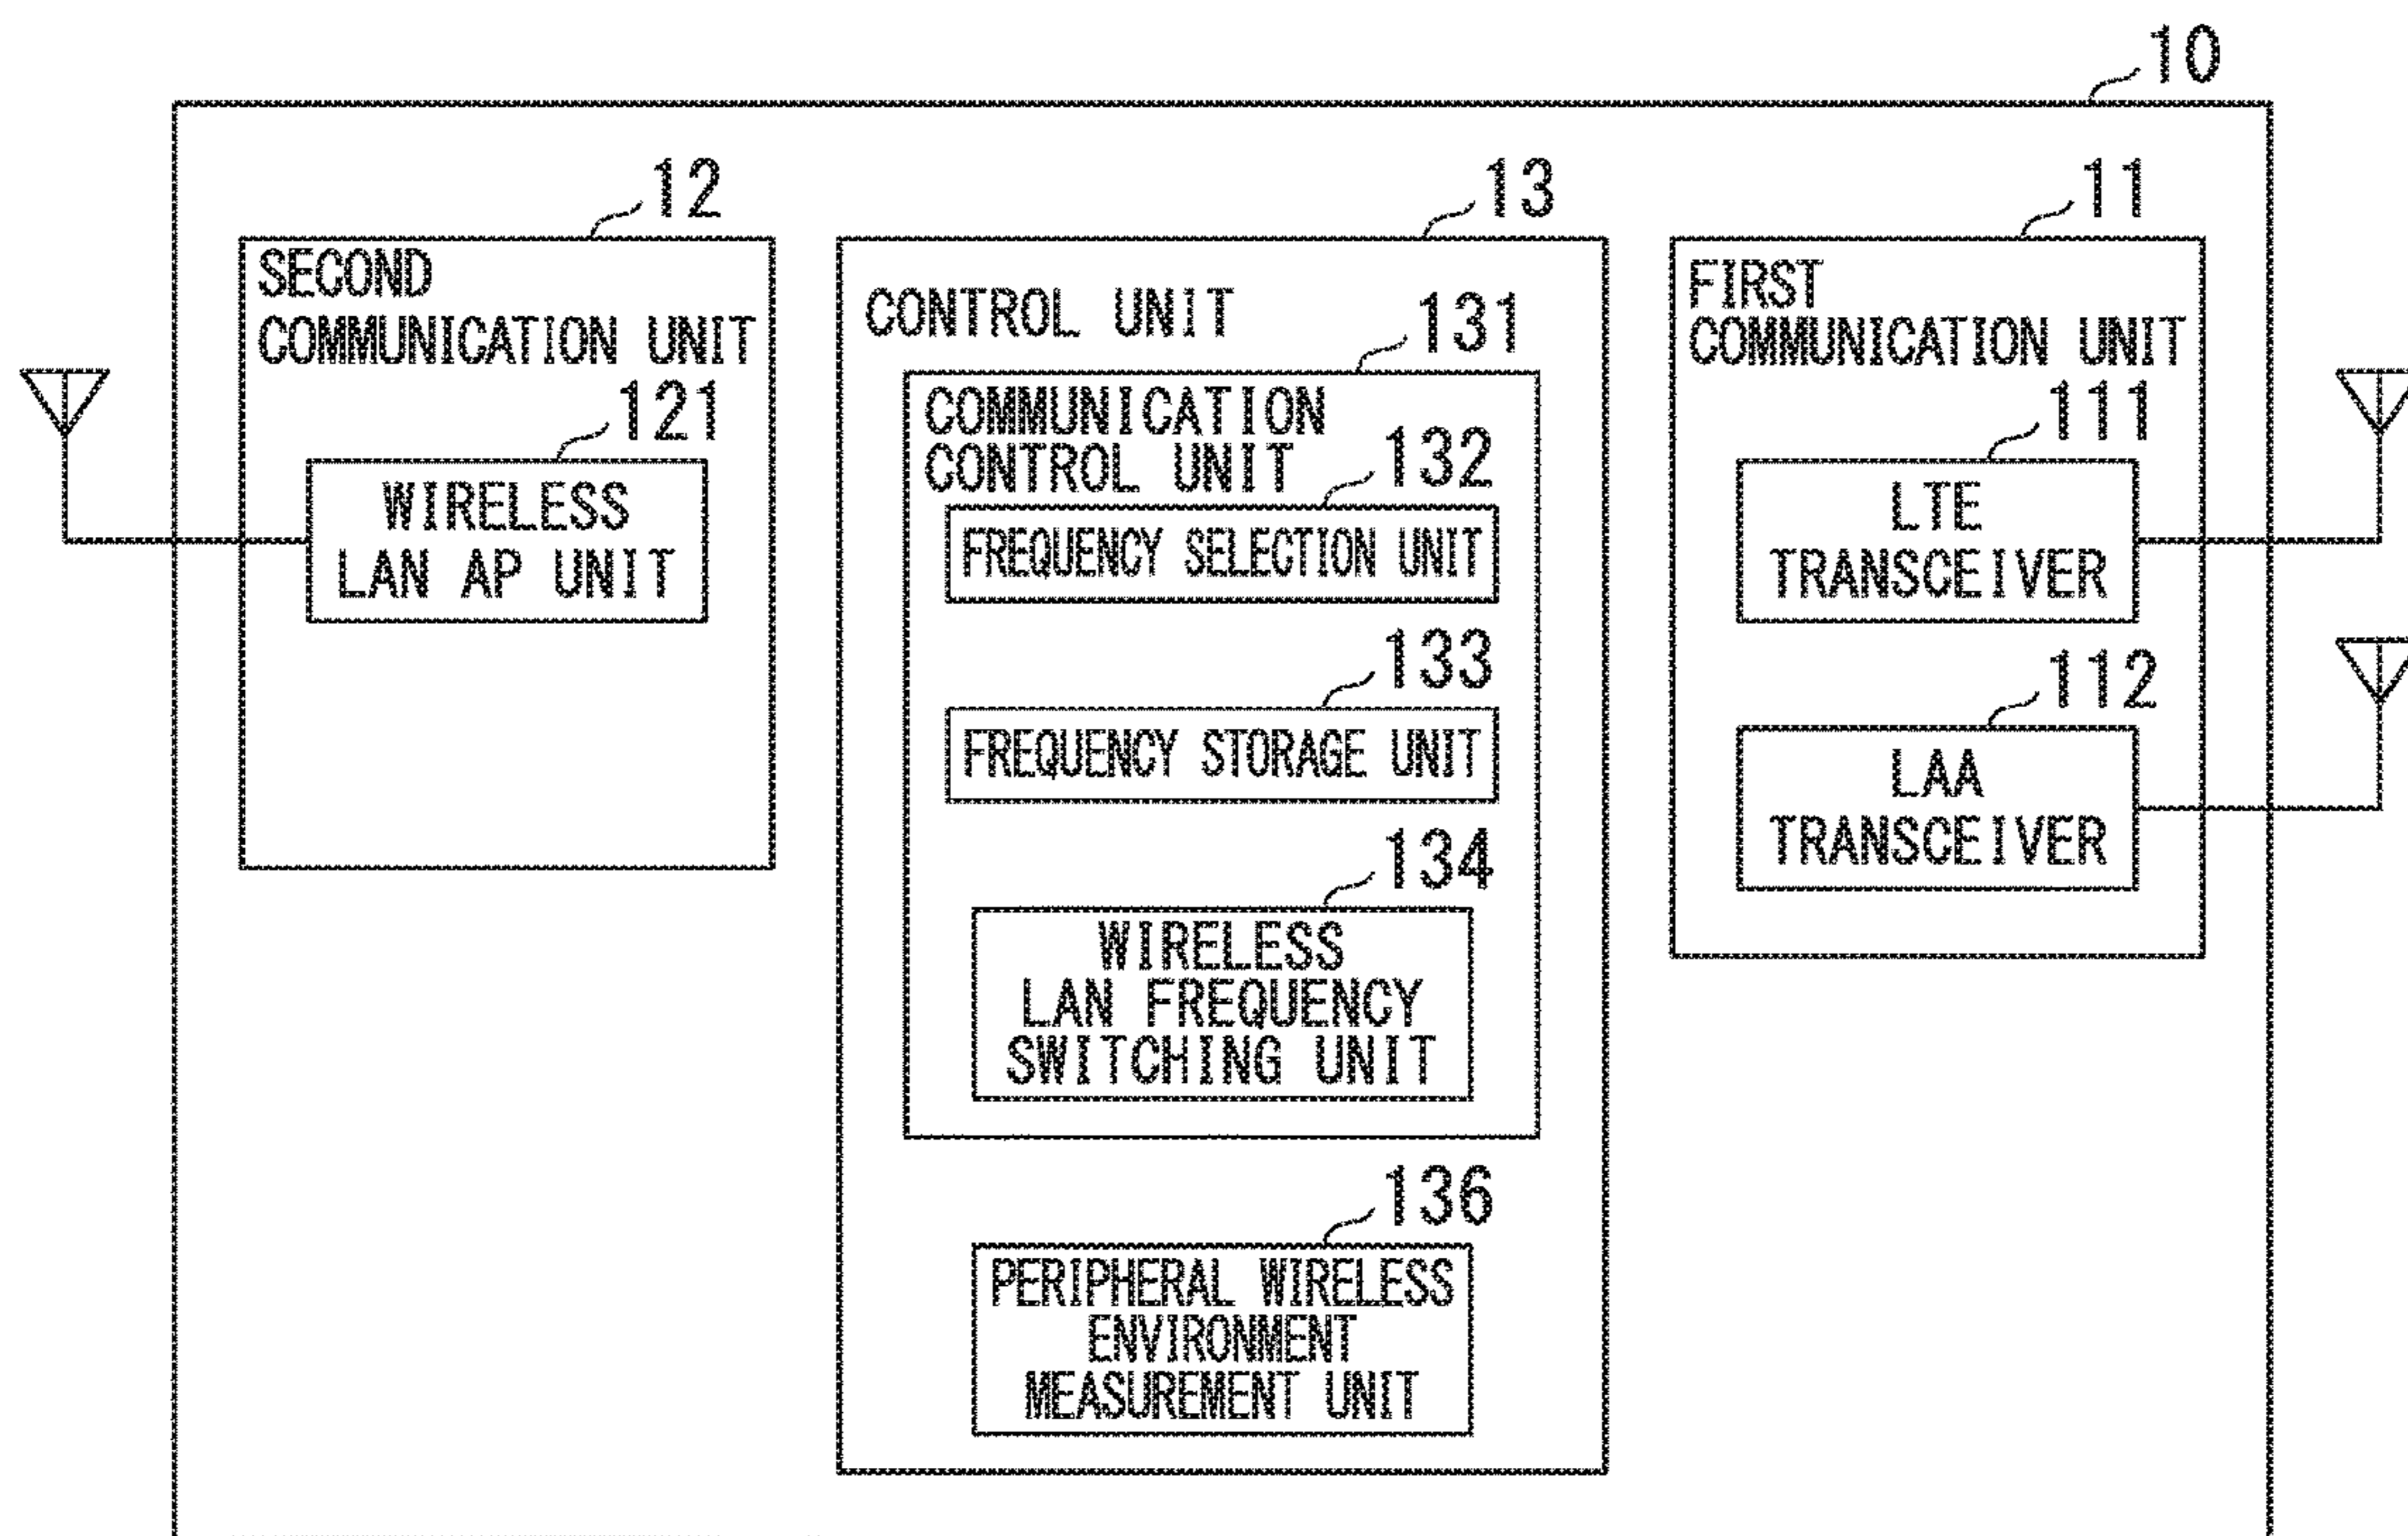 10
12
SECOND
COMMUNICATION UNIT
121
WIRELESS
LAN AP UNIT
13
CONTROL UNIT
131
COMMUNICATION
CONTROL UNIT
132
FREQUENCY SELECTION UNIT
133
FREQUENCY STORAGE UNIT
134
WIRELESS
LAN FREQUENCY
SWITCHING UNIT
136
PERIPHERAL WIRELESS
ENVIRONMENT
MEASUREMENT UNIT
11
FIRST
COMMUNICATION UNIT
111
LTE
TRANSCEIVER
112
LAA
TRANSCEIVER